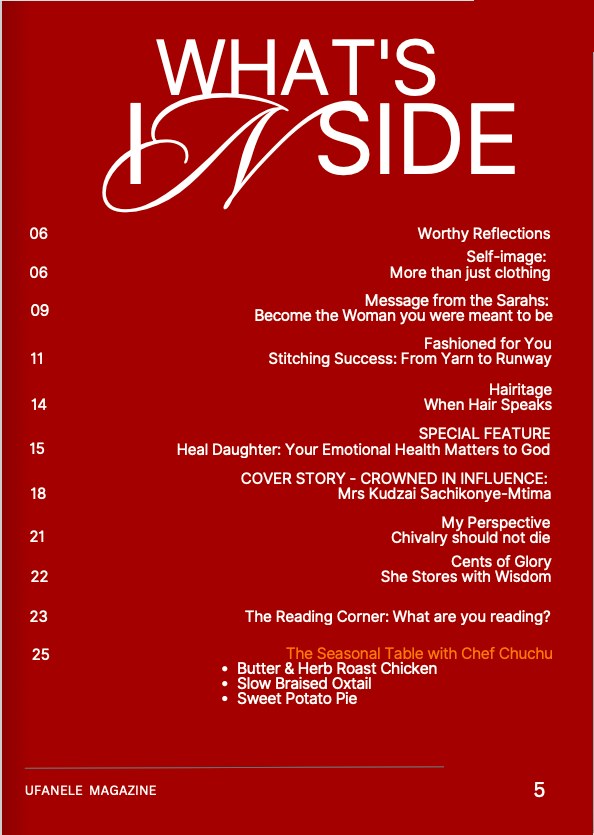 WHAT'S
INSIDE
06 Worthy Reflections
Self-image:
06 More than just clothing
Message from the Sarahs:
09 Become the Woman you were meant to be
Fashioned for You
11 Stitching Success: From Yarn to Runway
Hairitage
14 When Hair Speaks
SPECIAL FEATURE
15 Heal Daughter: Your Emotional Health Matters to God
COVER STORY - CROWNED IN INFLUENCE:
18 Mrs Kudzai Sachikonye-Mtima
My Perspective
21 Chivalry should not die
Cents of Glory
22 She Stores with Wisdom
23 The Reading Corner: What are you reading?
25 The Seasonal Table with Chef Chuchu
• Butter & Herb Roast Chicken
• Slow Braised Oxtail
• Sweet Potato Pie
UFANELE MAGAZINE 5